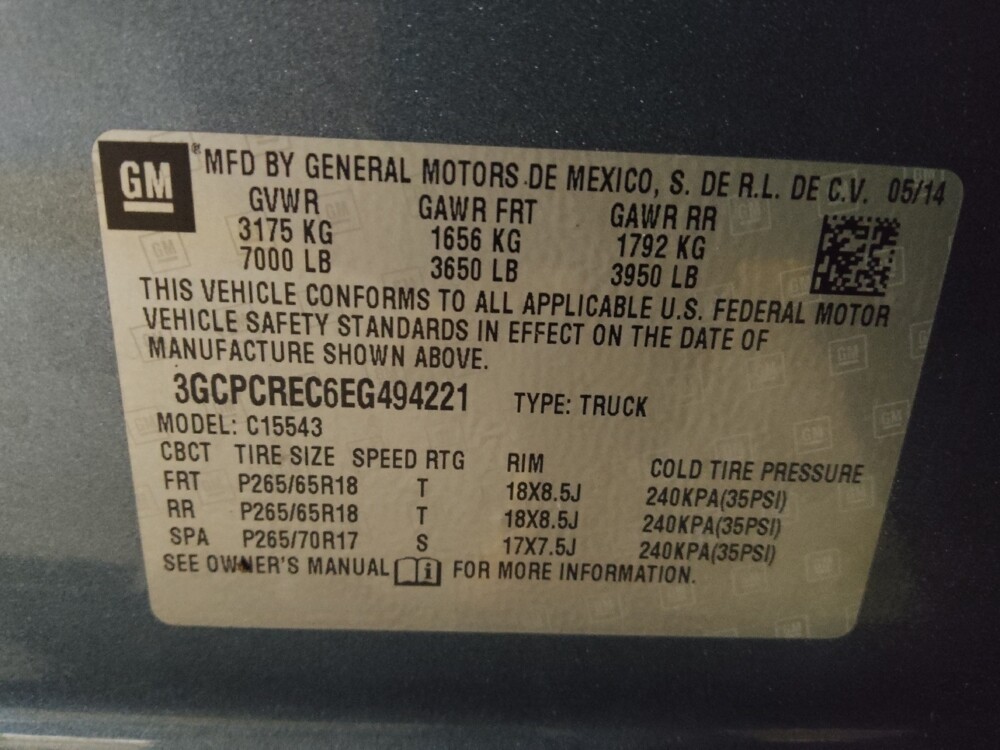 GM ® MFD BY GENERAL MOTORS DE MEXICO, S. DE R.L. DE C.V. 05/14
GVWR GAWR FRT GAWR RR
3175 KG 1656 KG 1792 KG
7000 LB 3650 LB 3950 LB
THIS VEHICLE CONFORMS TO ALL APPLICABLE U.S. FEDERAL MOTOR
VEHICLE SAFETY STANDARDS IN EFFECT ON THE DATE OF
MANUFACTURE SHOWN ABOVE.
3GCPCREC6EG494221 TYPE: TRUCK
MODEL: C15543
CBCT TIRE SIZE SPEED RTG RIM COLD TIRE PRESSURE
FRT P265/65R18 T 18X8.5J 240KPA(35PSI)
RR P265/65R18 T 18X8.5J 240KPA(35PSI)
SPA P265/70R17 S 17X7.5J 240KPA(35PSI)
SEE OWNER'S MANUAL i FOR MORE INFORMATION.